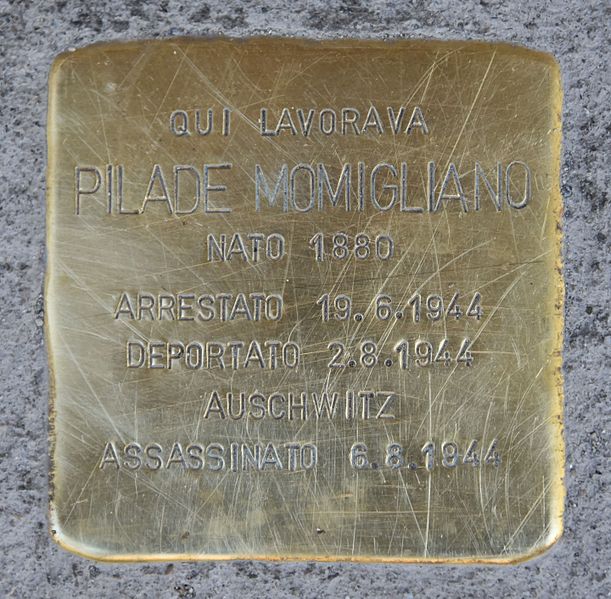 QUI LAVORAVA
PILADE MOMIGLIANO
NATO 1880
ARRESTATO 19.6.1944
DEPORTATO 2.8.1944
AUSCHWITZ
ASSASSINATO 6.8.1944